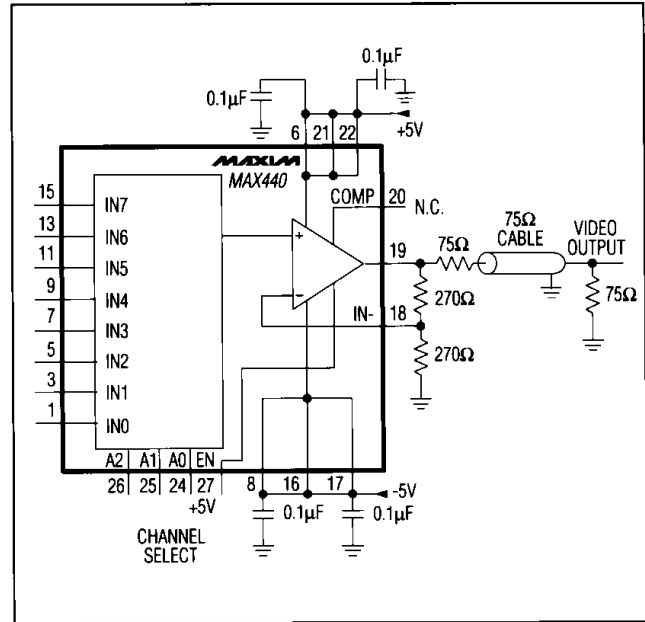 0.1μF
0.1μF
+5V
6 21 22
MAXIM
MAX440
COMP 20
N.C.
15 IN7
13 IN6
11 IN5
9 IN4
7 IN3
5 IN2
3 IN1
1 IN0
+
−
19
75Ω
75Ω
CABLE
VIDEO
OUTPUT
270Ω
75Ω
IN- 18
270Ω
A2 A1 A0 EN
26 25 24 27
+5V
8 16 17
-5V
0.1μF
0.1μF
CHANNEL
SELECT